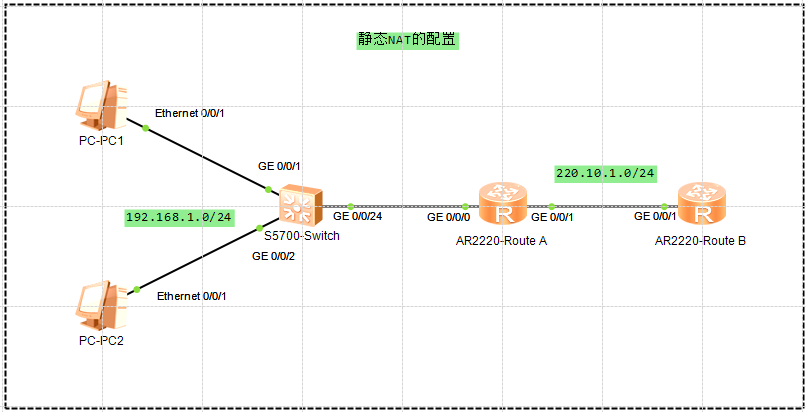 静态NAT的配置
Ethernet 0/0/1
PC-PC1
GE 0/0/1
220.10.1.0/24
192.168.1.0/24
GE 0/0/24
GE 0/0/0
GE 0/0/1
GE 0/0/1
S5700-Switch
AR2220-Route A
AR2220-Route B
GE 0/0/2
Ethernet 0/0/1
PC-PC2
R
R